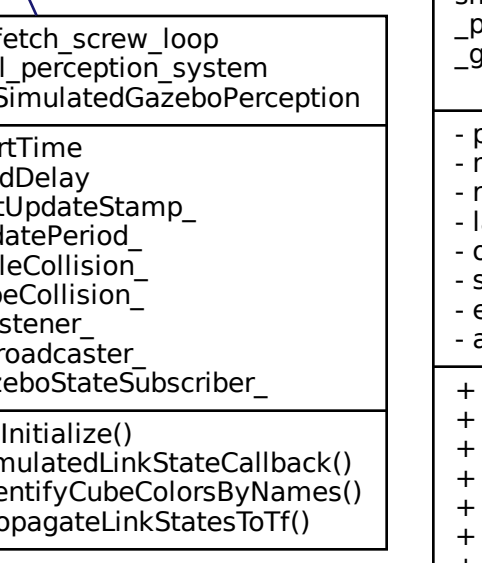 fetch_screw_loop
l_perception_system
SimulatedGazeboPerception
rtTime
dDelay
tUpdateStamp_
datePeriod_
leCollision_
beCollision_
stener_
roadcaster_
zeboStateSubscriber_
Initialize()
mulatedLinkStateCallback()
entifyCubeColorsByNames()
opagateLinkStatesToTf()
_p
_g
- p
- r
- r
- l
- 
- s
- e
- a
+
+
+
+
+
+